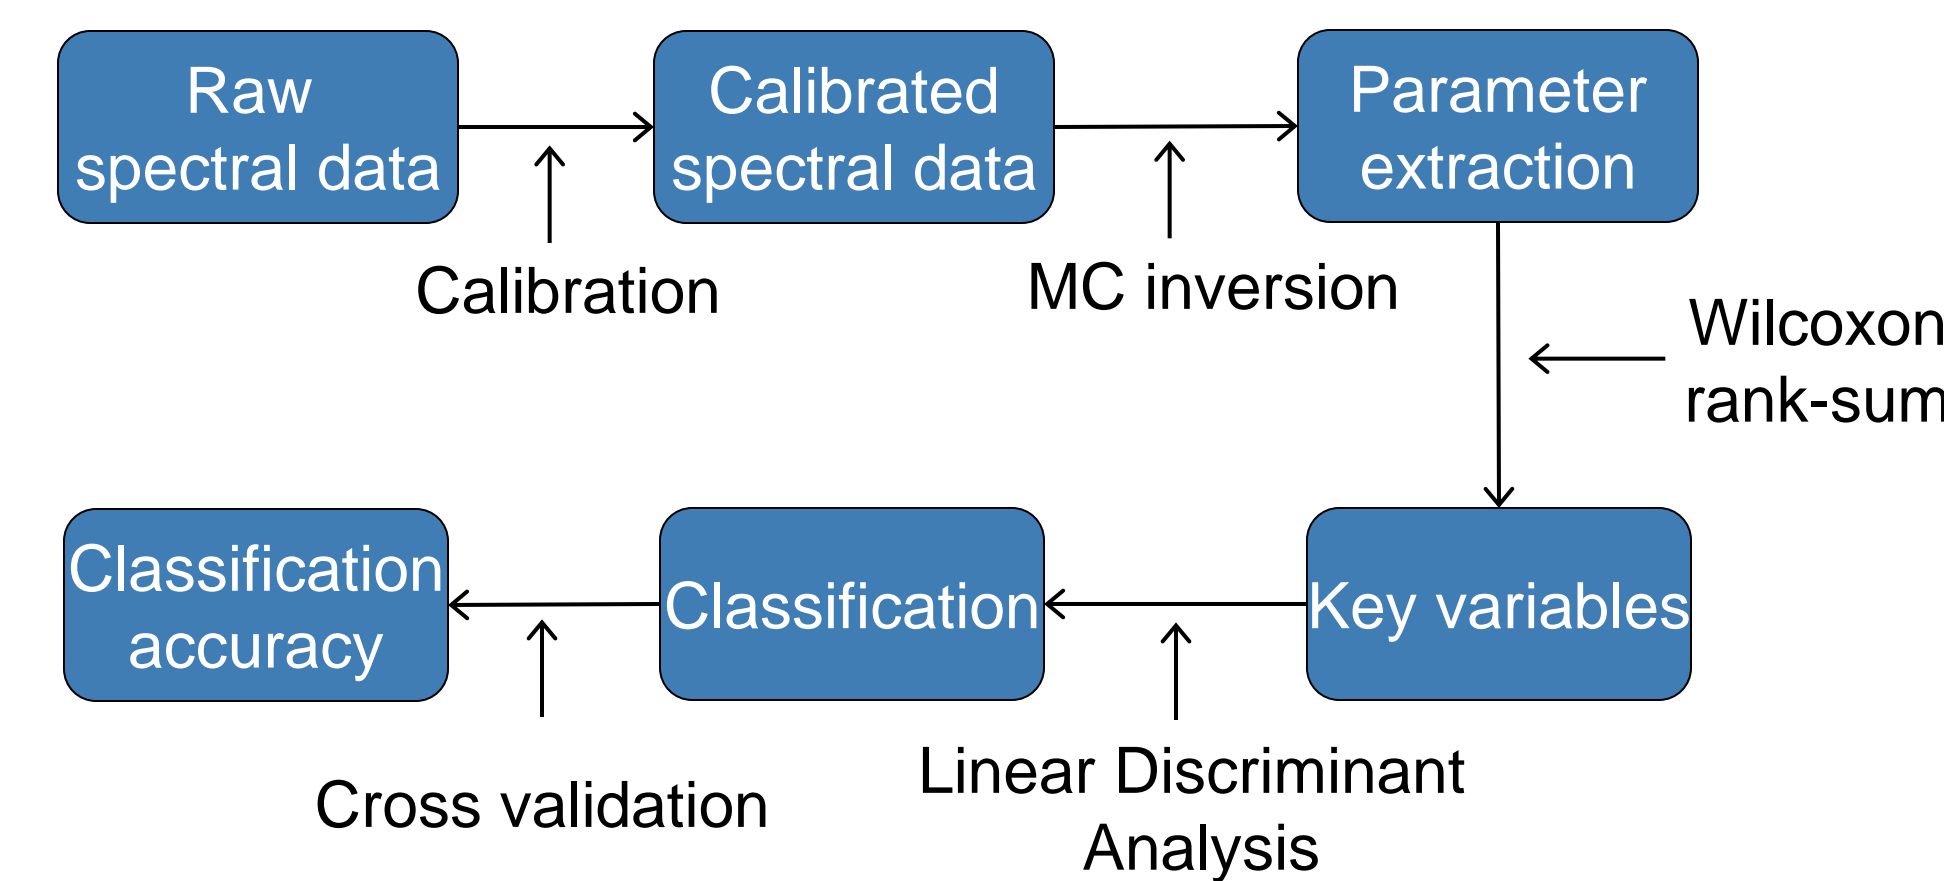 Raw
spectral data
Calibrated
spectral data
Parameter
extraction
Calibration
MC inversion
Wilcoxon
rank-sum
Classification
accuracy
Classification
Key variables
Cross validation
Linear Discriminant
Analysis